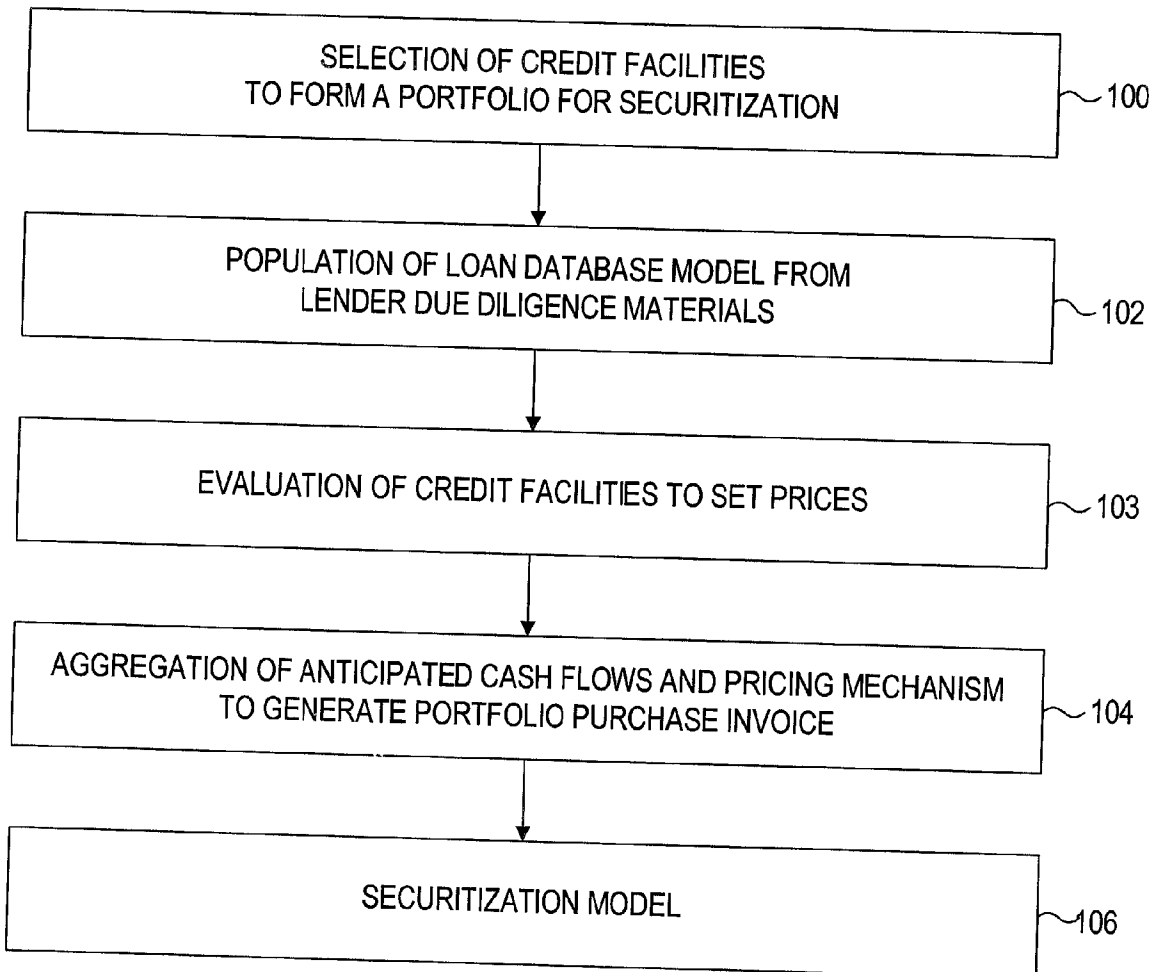 SELECTION OF CREDIT FACILITIES
TO FORM A PORTFOLIO FOR SECURITIZATION
100
POPULATION OF LOAN DATABASE MODEL FROM
LENDER DUE DILIGENCE MATERIALS
102
EVALUATION OF CREDIT FACILITIES TO SET PRICES
103
AGGREGATION OF ANTICIPATED CASH FLOWS AND PRICING MECHANISM
TO GENERATE PORTFOLIO PURCHASE INVOICE
104
SECURITIZATION MODEL
106